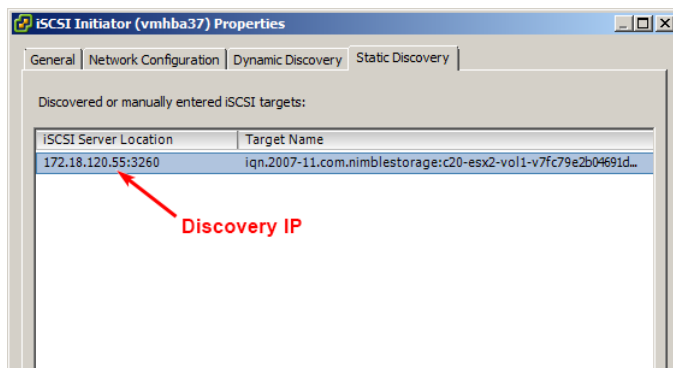 iSCSI Initiator (vmhba37) Properties
General Network Configuration Dynamic Discovery Static Discovery
Discovered or manually entered iSCSI targets:
iSCSI Server Location Target Name
172.18.120.55:3260 iqn.2007-11.com.nimblestorage:c20-esx2-vol1-v7fc79e2b04691d...
Discovery IP